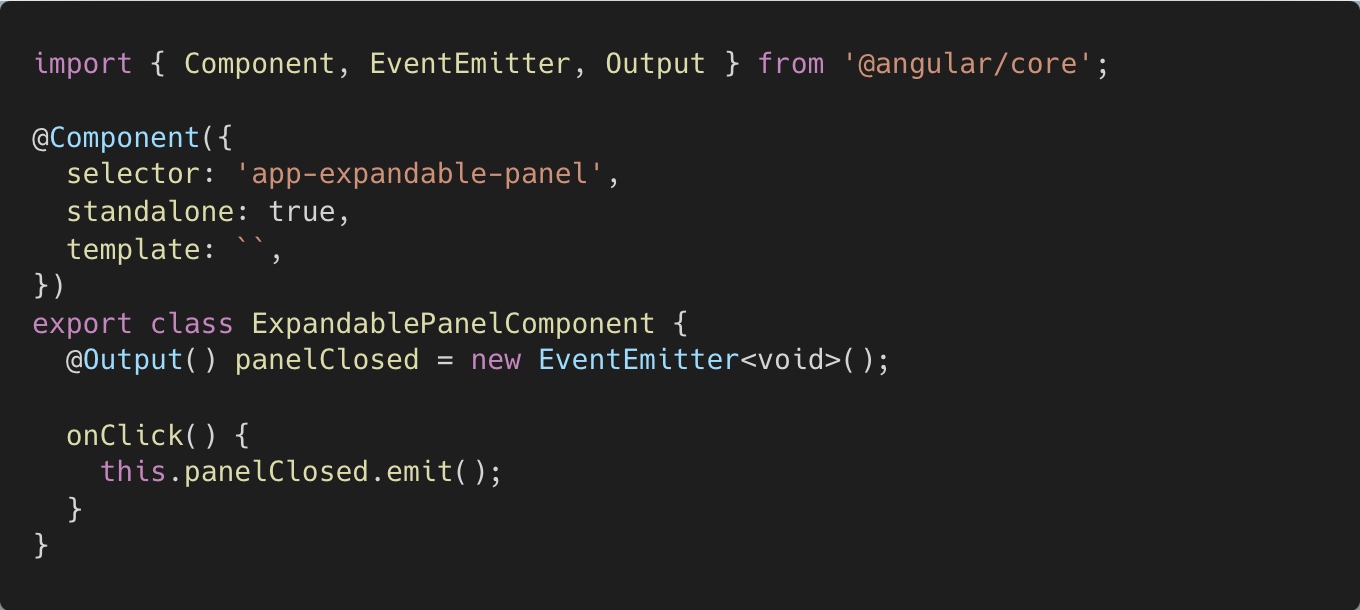 import { Component, EventEmitter, Output } from '@angular/core';

@Component({
  selector: 'app-expandable-panel',
  standalone: true,
  template: ``,
})
export class ExpandablePanelComponent {
  @Output() panelClosed = new EventEmitter<void>();

  onClick() {
    this.panelClosed.emit();
  }
}